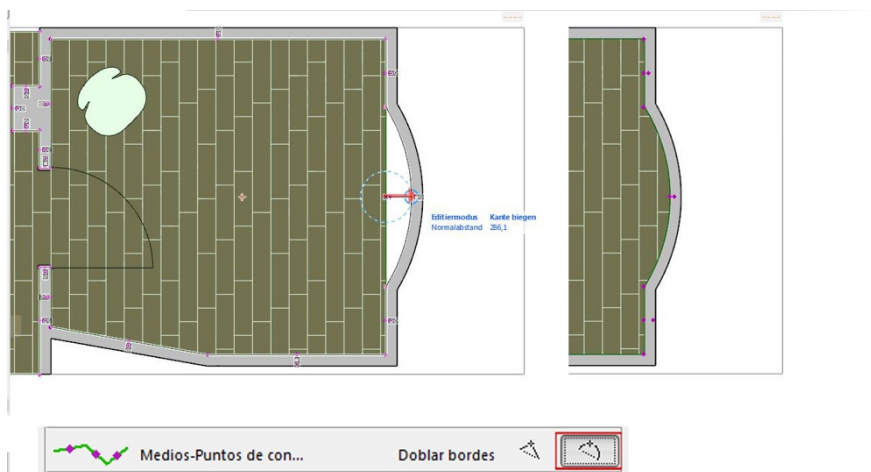 Editiermodus Kante biegen
Normalabstand 286,1
Medios-Puntos de con... Doblar bordes